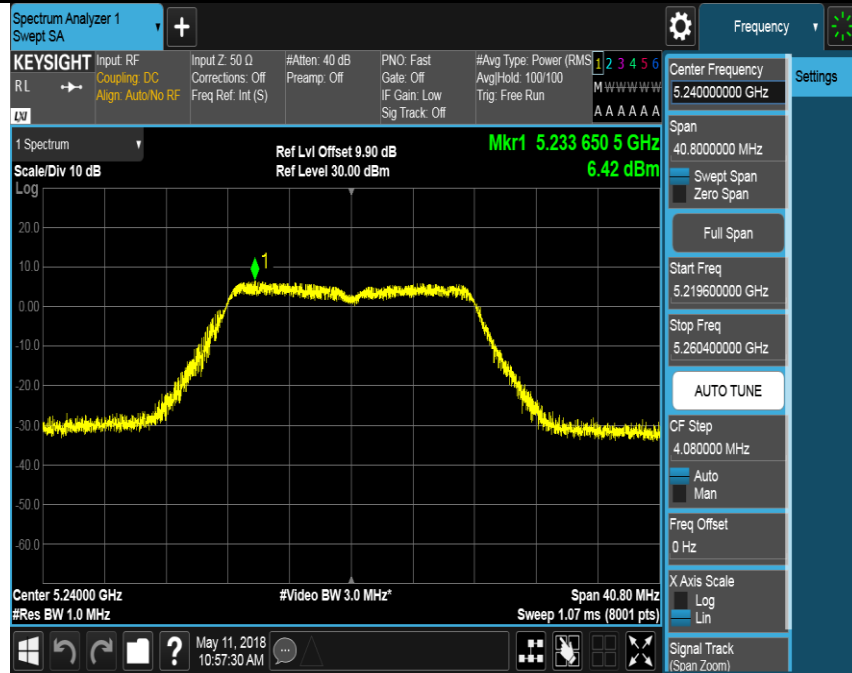 Spectrum Analyzer 1
Swept SA
+
Frequency
KEYSIGHT
RL
LXI
Input: RF
Coupling: DC
Align: Auto/No RF
Input Z: 50 Ω
Corrections: Off
Freq Ref: Int (S)
#Atten: 40 dB
Preamp: Off
PNO: Fast
Gate: Off
IF Gain: Low
Sig Track: Off
#Avg Type: Power (RMS
Avg|Hold: 100/100
Trig: Free Run
1 2 3 4 5 6
M W W W W W
A A A A A A
Center Frequency
5.240000000 GHz
Settings
Span
40.8000000 MHz
Swept Span
Zero Span
Full Span
Start Freq
5.219600000 GHz
Stop Freq
5.260400000 GHz
AUTO TUNE
CF Step
4.080000 MHz
Auto
Man
Freq Offset
0 Hz
X Axis Scale
Log
Lin
Signal Track
(Span Zoom)
1 Spectrum
Scale/Div 10 dB
Log
Ref Lvl Offset 9.90 dB
Ref Level 30.00 dBm
Mkr1 5.233 650 5 GHz
6.42 dBm
20.0
10.0
0.00
-10.0
-20.0
-30.0
-40.0
-50.0
-60.0
1
Center 5.24000 GHz
#Res BW 1.0 MHz
#Video BW 3.0 MHz*
Span 40.80 MHz
Sweep 1.07 ms (8001 pts)
?
May 11, 2018
10:57:30 AM